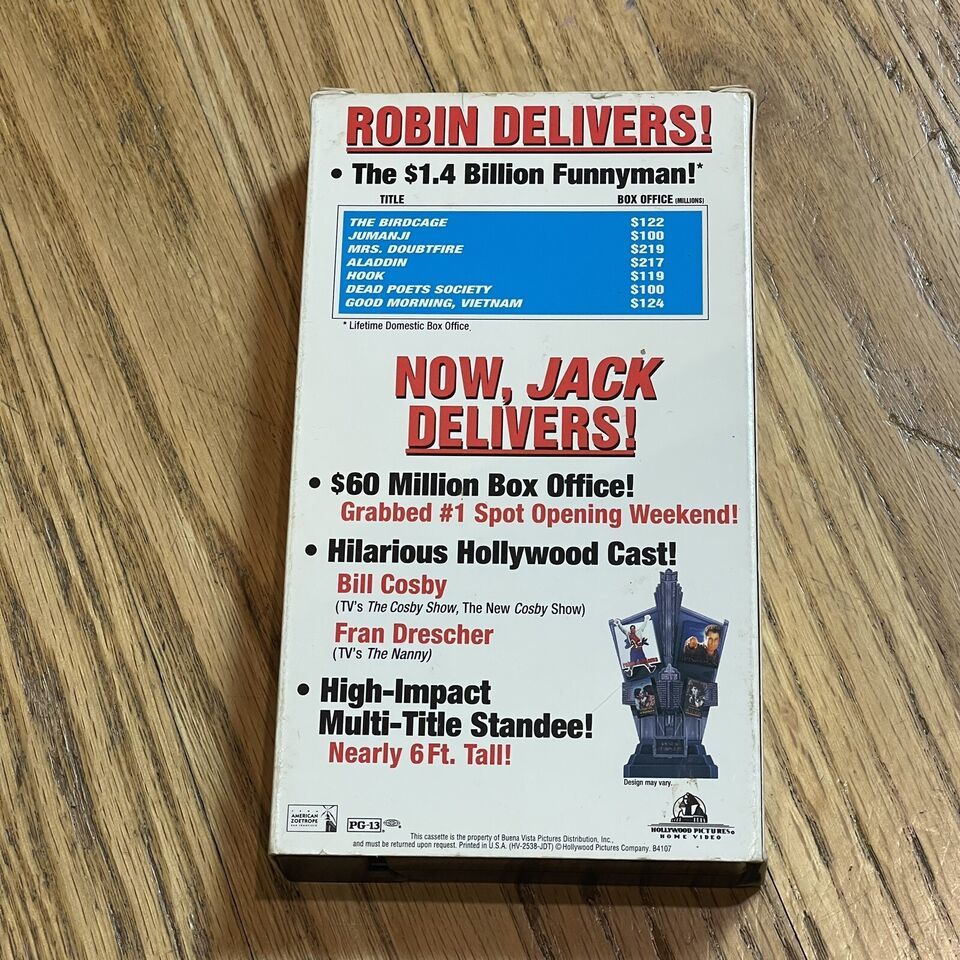 ROBIN DELIVERS!
• The $1.4 Billion Funnyman!*
TITLE BOX OFFICE (MILLIONS)
THE BIRDCAGE $122
JUMANJI $100
MRS. DOUBTFIRE $219
ALADDIN $217
HOOK $119
DEAD POETS SOCIETY $100
GOOD MORNING, VIETNAM $124
* Lifetime Domestic Box Office.
NOW, JACK
DELIVERS!
• $60 Million Box Office!
Grabbed #1 Spot Opening Weekend!
• Hilarious Hollywood Cast!
Bill Cosby
(TV's The Cosby Show, The New Cosby Show)
Fran Drescher
(TV's The Nanny)
• High-Impact
Multi-Title Standee!
Nearly 6 Ft. Tall!
Design may vary.
AMERICAN
ZOETROPE
PG-13
HOLLYWOOD PICTURES®
HOME VIDEO
This cassette is the property of Buena Vista Pictures Distribution, Inc.,
and must be returned upon request. Printed in U.S.A. (HV-2538-JDT) © Hollywood Pictures Company. B4107